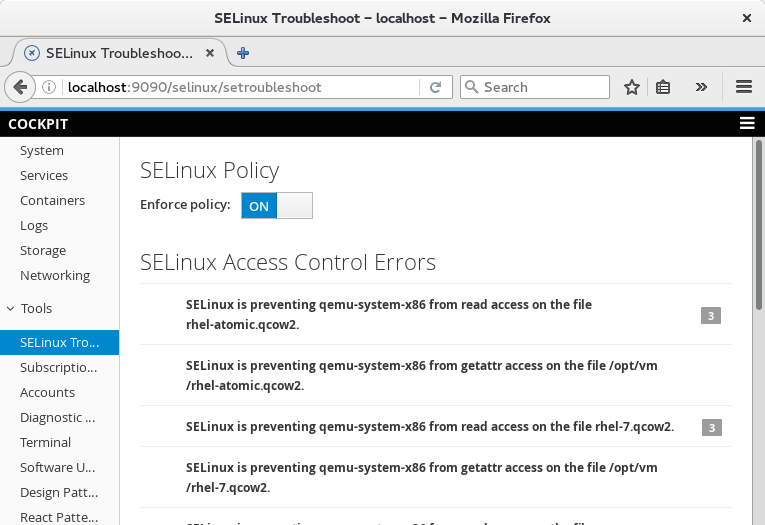 SELinux Troubleshoot – localhost – Mozilla Firefox
SELinux Troubleshoo...
localhost:9090/selinux/setroubleshoot
Search
COCKPIT
System
Services
Containers
Logs
Storage
Networking
Tools
SELinux Tro...
Subscriptio...
Accounts
Diagnostic ...
Terminal
Software U...
Design Patt...
React Patte...
SELinux Policy
Enforce policy: ON
SELinux Access Control Errors
SELinux is preventing qemu-system-x86 from read access on the file
rhel-atomic.qcow2.
3
SELinux is preventing qemu-system-x86 from getattr access on the file /opt/vm
/rhel-atomic.qcow2.
SELinux is preventing qemu-system-x86 from read access on the file rhel-7.qcow2.
3
SELinux is preventing qemu-system-x86 from getattr access on the file /opt/vm
/rhel-7.qcow2.